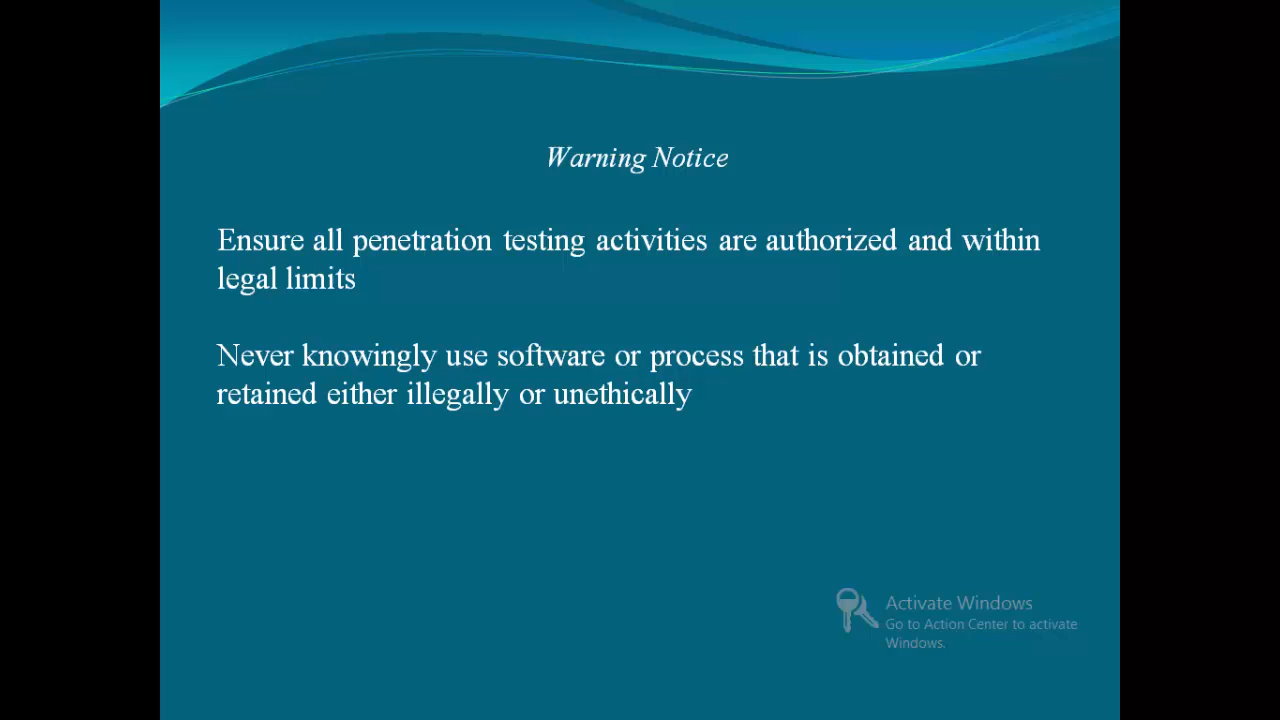 Warning Notice
Ensure all penetration testing activities are authorized and within
legal limits
Never knowingly use software or process that is obtained or
retained either illegally or unethically
Activate Windows
Go to Action Center to activate
Windows.